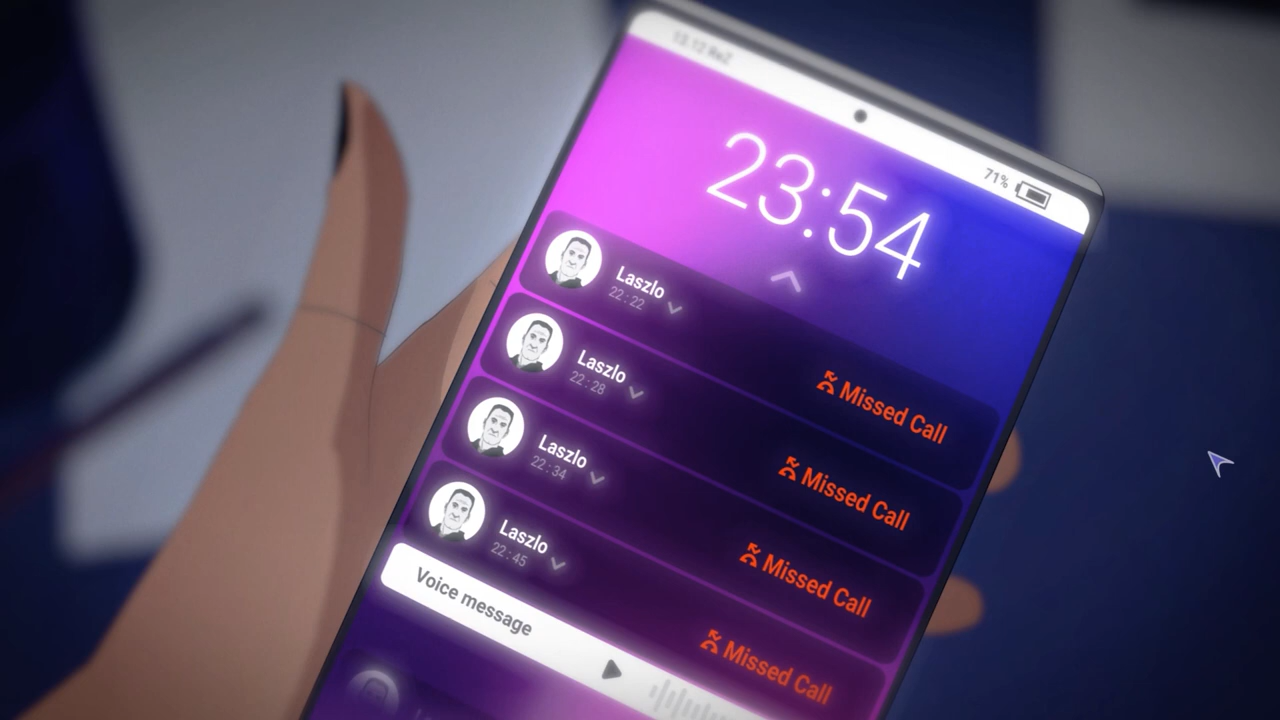 71%
23:54
Laszlo
22:22
Missed Call
Laszlo
22:28
Missed Call
Laszlo
22:34
Missed Call
Laszlo
22:45
Missed Call
Voice message